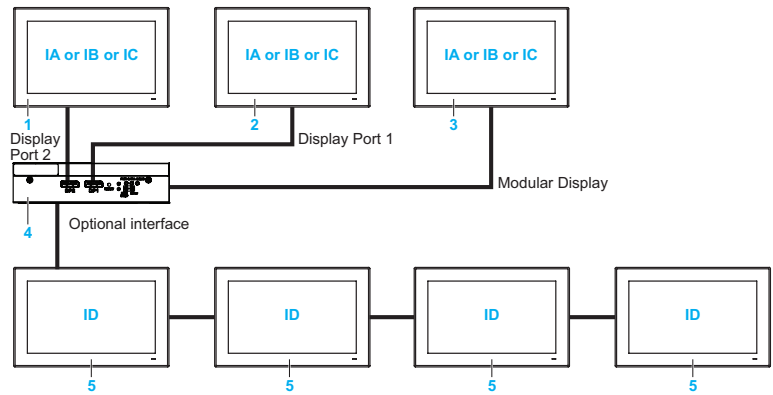 IA or IB or IC
IA or IB or IC
IA or IB or IC
1
2
3
Display
Port 2
Display Port 1
Modular Display
4
Optional interface
ID
ID
ID
ID
5
5
5
5